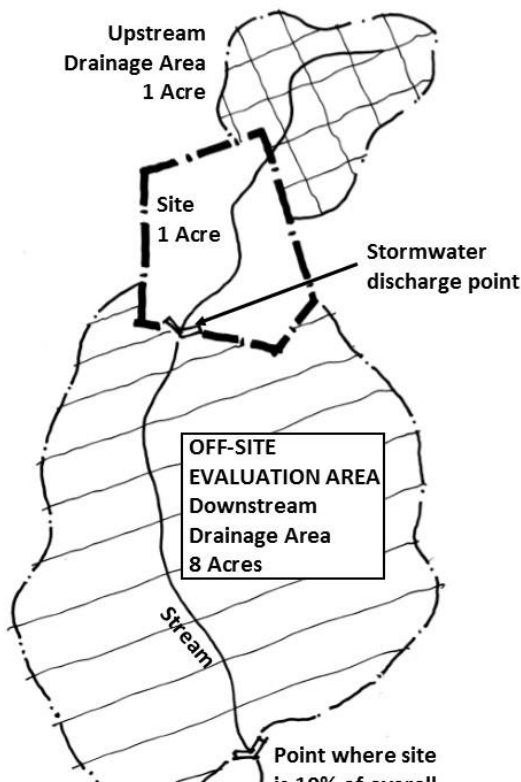 Upstream
Drainage Area
1 Acre
Site
1 Acre
Stormwater
discharge point
OFF-SITE
EVALUATION AREA
Downstream
Drainage Area
8 Acres
Stream
Point where site
is 10% of overall